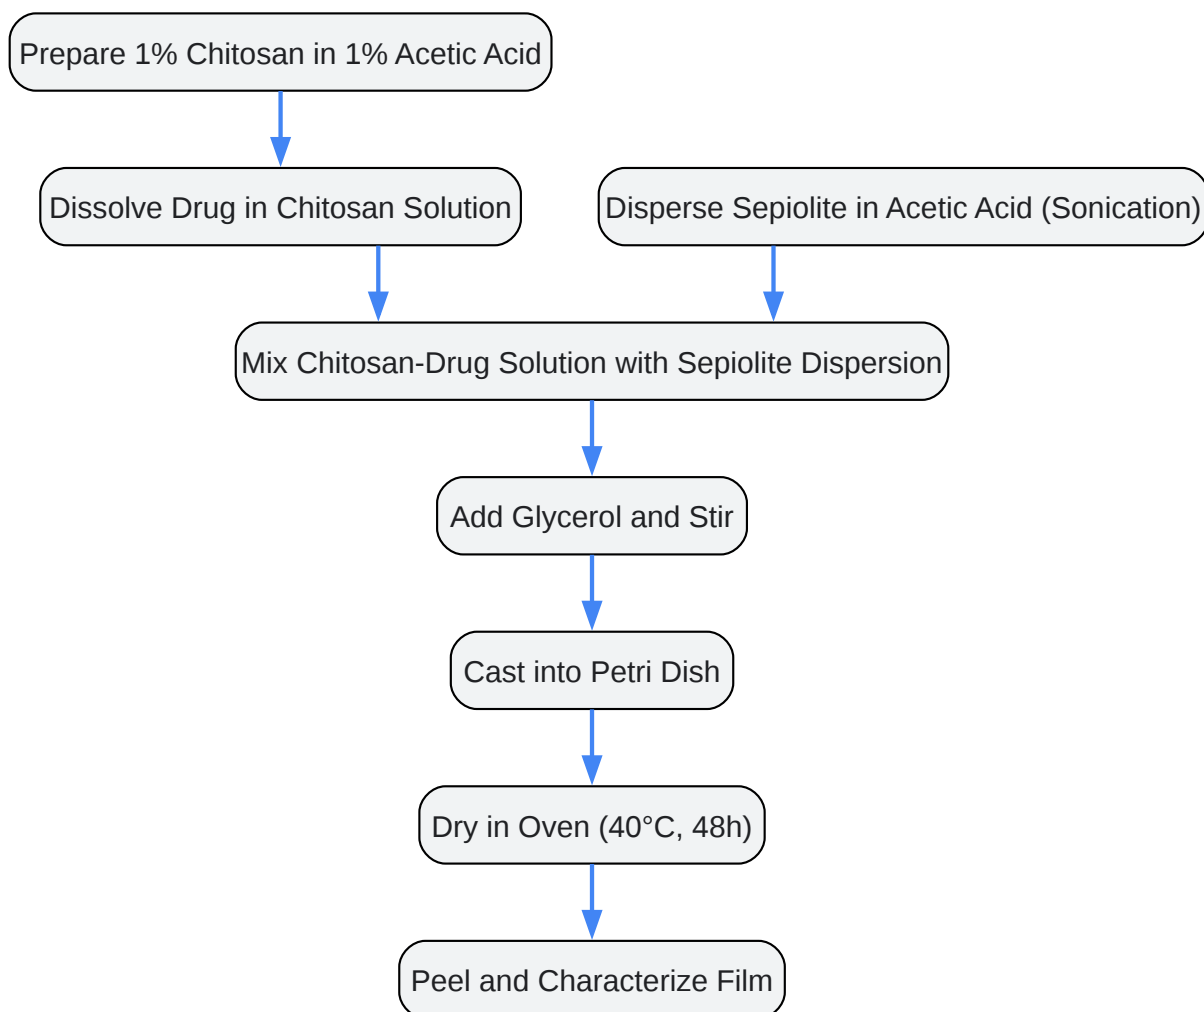 Prepare 1% Chitosan in 1% Acetic Acid
Dissolve Drug in Chitosan Solution
Disperse Sepiolite in Acetic Acid (Sonication)
Mix Chitosan-Drug Solution with Sepiolite Dispersion
Add Glycerol and Stir
Cast into Petri Dish
Dry in Oven (40°C, 48h)
Peel and Characterize Film